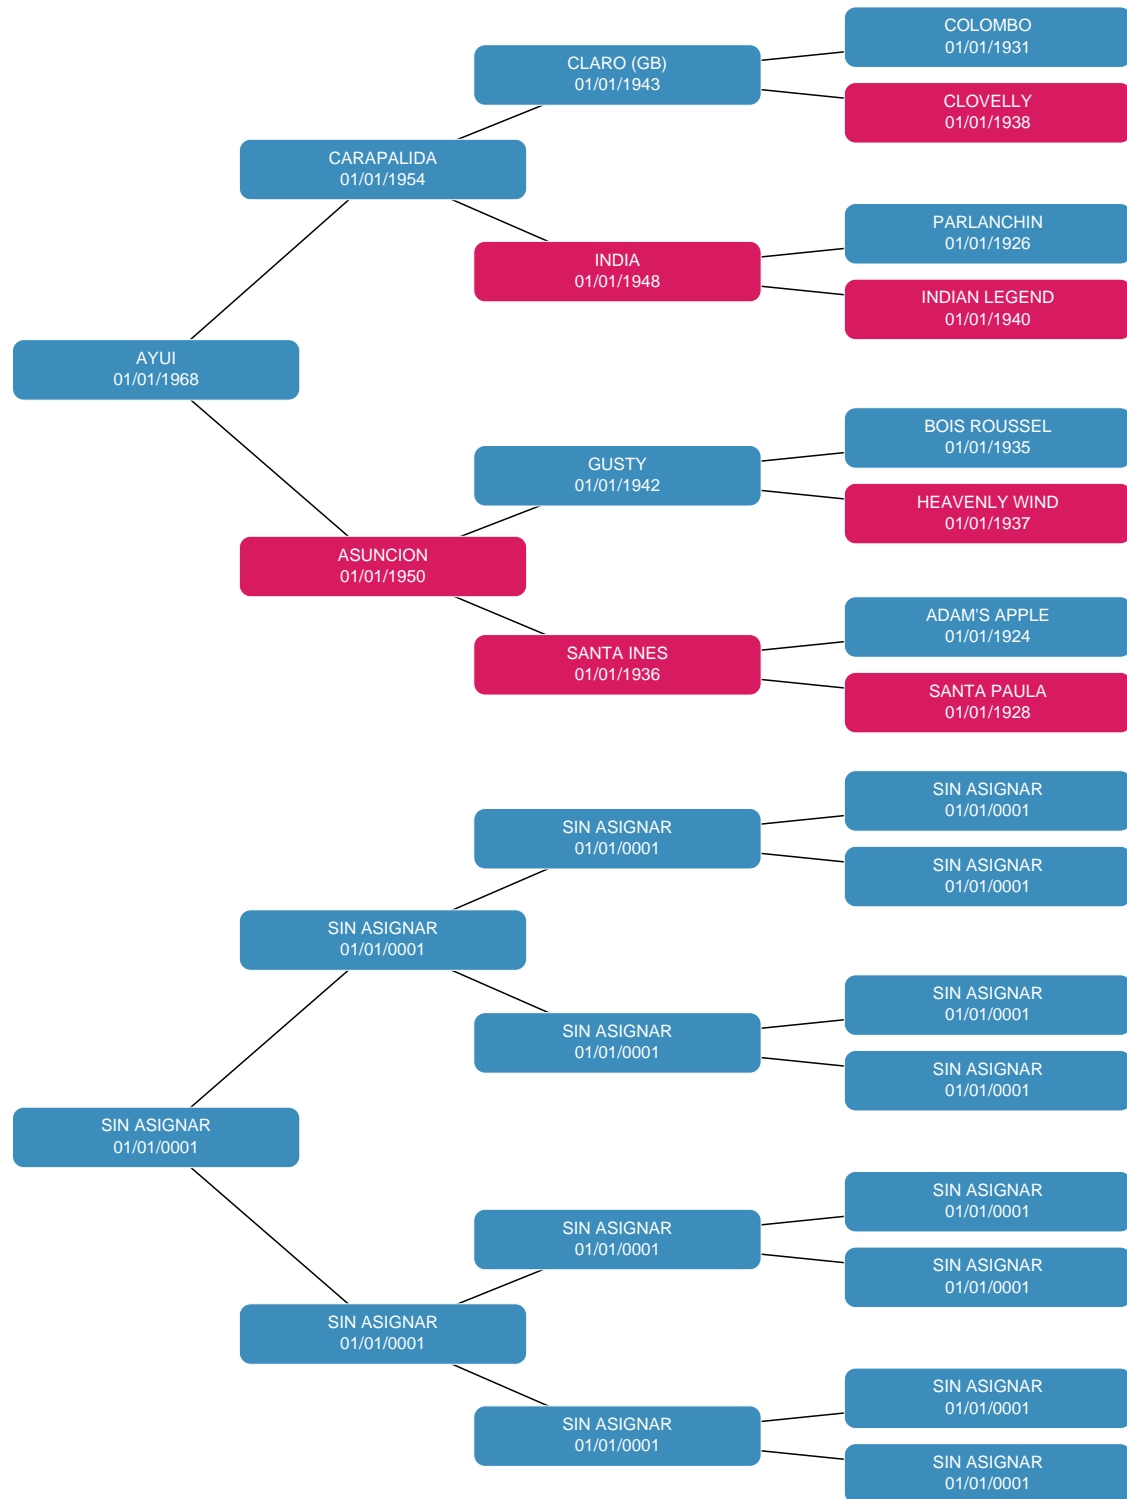 COLOMBO
01/01/1931
CLARO (GB)
01/01/1943
CLOVELLY
01/01/1938
CARAPALIDA
01/01/1954
PARLANCHIN
01/01/1926
INDIA
01/01/1948
INDIAN LEGEND
01/01/1940
AYUI
01/01/1968
BOIS ROUSSEL
01/01/1935
GUSTY
01/01/1942
HEAVENLY WIND
01/01/1937
ASUNCION
01/01/1950
ADAM'S APPLE
01/01/1924
SANTA INES
01/01/1936
SANTA PAULA
01/01/1928
SIN ASIGNAR
01/01/0001
SIN ASIGNAR
01/01/0001
SIN ASIGNAR
01/01/0001
SIN ASIGNAR
01/01/0001
SIN ASIGNAR
01/01/0001
SIN ASIGNAR
01/01/0001
SIN ASIGNAR
01/01/0001
SIN ASIGNAR
01/01/0001
SIN ASIGNAR
01/01/0001
SIN ASIGNAR
01/01/0001
SIN ASIGNAR
01/01/0001
SIN ASIGNAR
01/01/0001
SIN ASIGNAR
01/01/0001
SIN ASIGNAR
01/01/0001
SIN ASIGNAR
01/01/0001